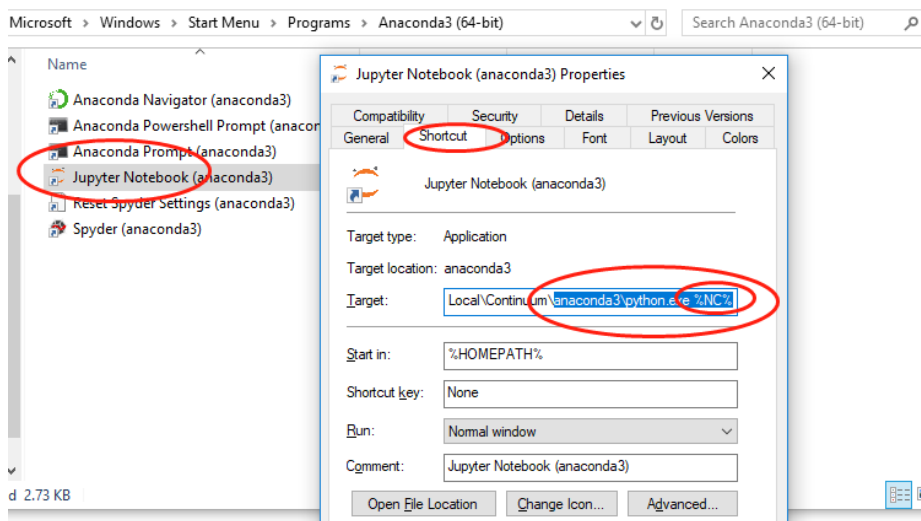 Microsoft > Windows > Start Menu > Programs > Anaconda3 (64-bit)
Search Anaconda3 (64-bit)
Name
Anaconda Navigator (anaconda3)
Anaconda Powershell Prompt (anacon
Anaconda Prompt (anaconda3)
Jupyter Notebook (anaconda3)
Reset Spyder Settings (anaconda3)
Spyder (anaconda3)
d 2.73 KB
Jupyter Notebook (anaconda3) Properties
Compatibility Security Details Previous Versions
General Shortcut Options Font Layout Colors
Jupyter Notebook (anaconda3)
Target type: Application
Target location: anaconda3
Target: Local\Continuum\anaconda3\python.exe %NC%
Start in: %HOMEPATH%
Shortcut key: None
Run: Normal window
Comment: Jupyter Notebook (anaconda3)
Open File Location Change Icon... Advanced...